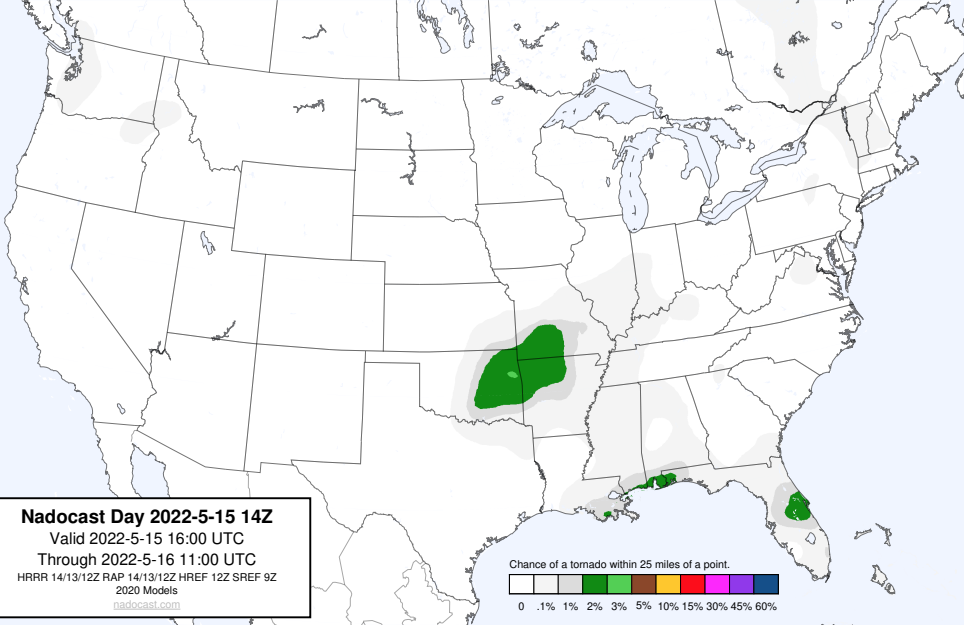 Nadocast Day 2022-5-15 14Z
Valid 2022-5-15 16:00 UTC
Through 2022-5-16 11:00 UTC
HRRR 14/13/12Z RAP 14/13/12Z HREF 12Z SREF 9Z
2020 Models
nadocast.com
Chance of a tornado within 25 miles of a point.
0 .1% 1% 2% 3% 5% 10% 15% 30% 45% 60%